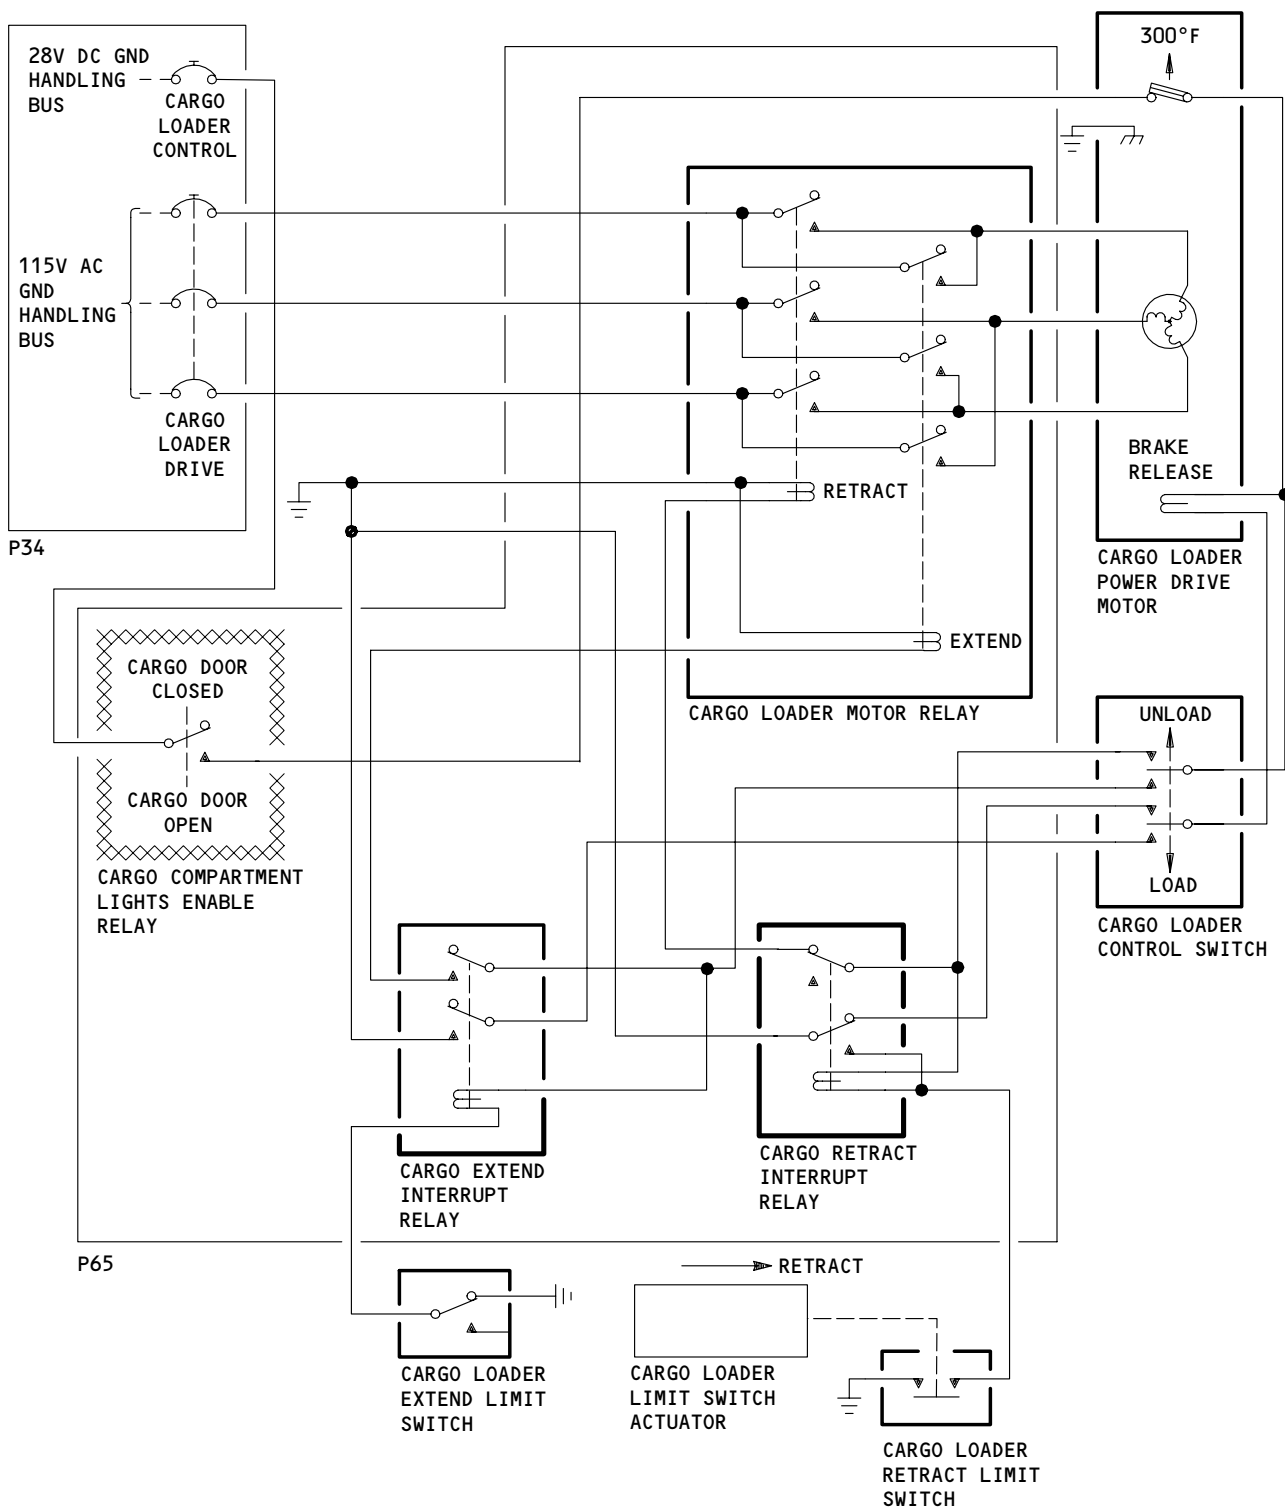 28V DC GND
HANDLING
BUS
CARGO
LOADER
CONTROL
115V AC
GND
HANDLING
BUS
CARGO
LOADER
DRIVE
P34
300°F
BRAKE
RELEASE
CARGO LOADER
POWER DRIVE
MOTOR
RETRACT
EXTEND
CARGO LOADER MOTOR RELAY
CARGO DOOR
CLOSED
CARGO DOOR
OPEN
CARGO COMPARTMENT
LIGHTS ENABLE
RELAY
UNLOAD
LOAD
CARGO LOADER
CONTROL SWITCH
CARGO EXTEND
INTERRUPT
RELAY
CARGO RETRACT
INTERRUPT
RELAY
P65
RETRACT
CARGO LOADER
EXTEND LIMIT
SWITCH
CARGO LOADER
LIMIT SWITCH
ACTUATOR
CARGO LOADER
RETRACT LIMIT
SWITCH